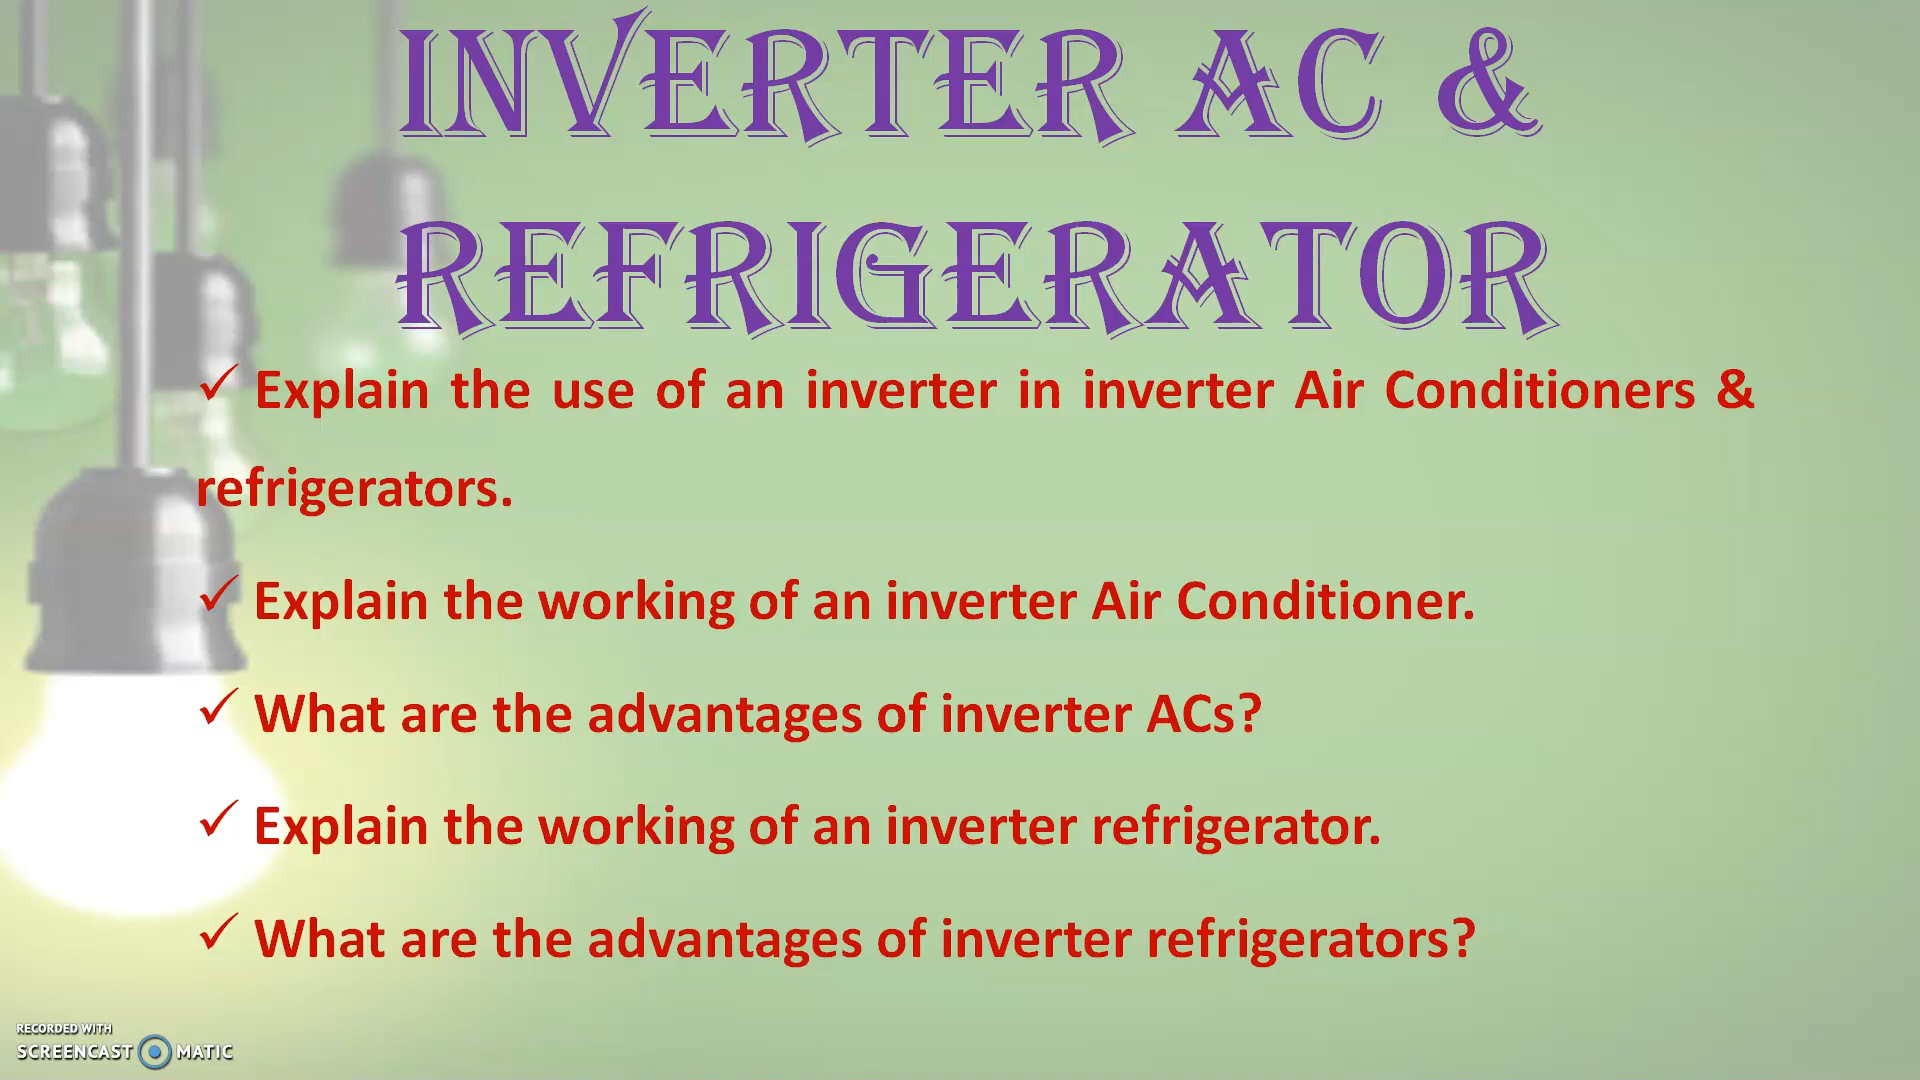 INVERTER AC &
REFRIGERATOR
✓ Explain the use of an inverter in inverter Air Conditioners &
refrigerators.
✓ Explain the working of an inverter Air Conditioner.
✓ What are the advantages of inverter ACs?
✓ Explain the working of an inverter refrigerator.
✓ What are the advantages of inverter refrigerators?
RECORDED WITH
SCREENCAST MATIC